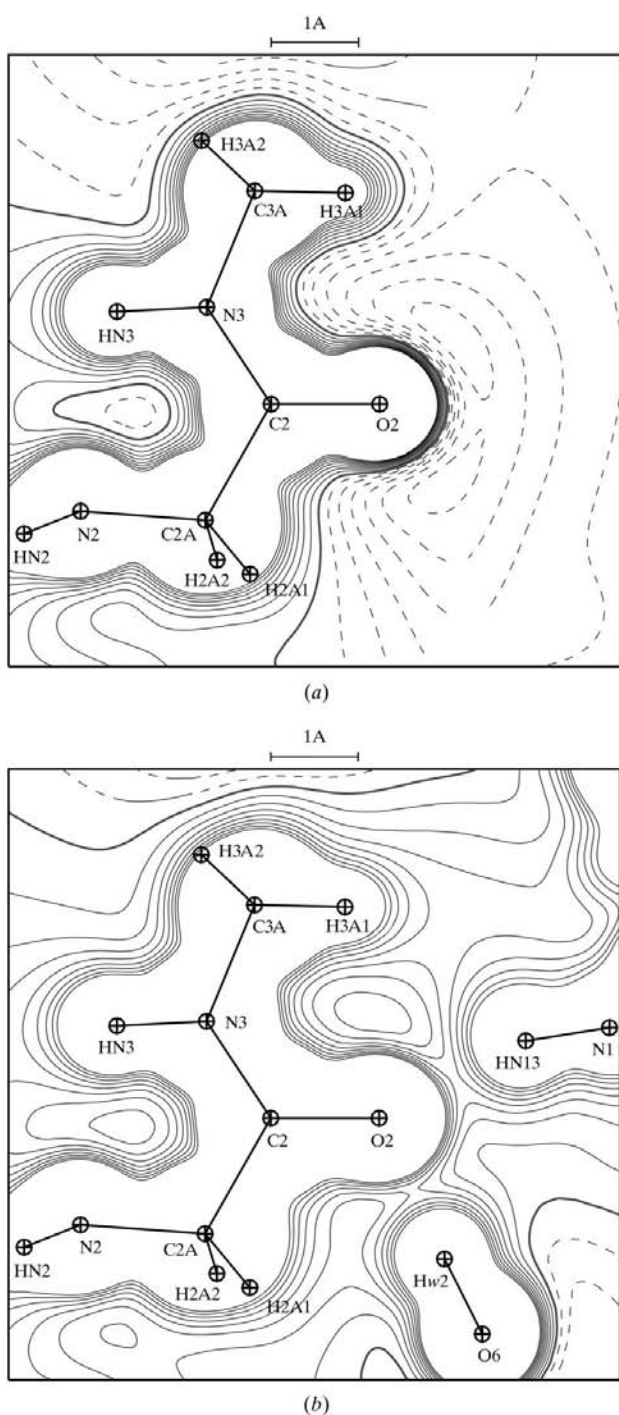 1A
H3A2
C3A
H3A1
N3
HN3
C2
O2
N2
C2A
HN2
H2A2
H2A1
(a)
1A
H3A2
C3A
H3A1
N3
HN3
HN13
N1
C2
O2
N2
C2A
HN2
H2A2
H2A1
Hw2
O6
(b)